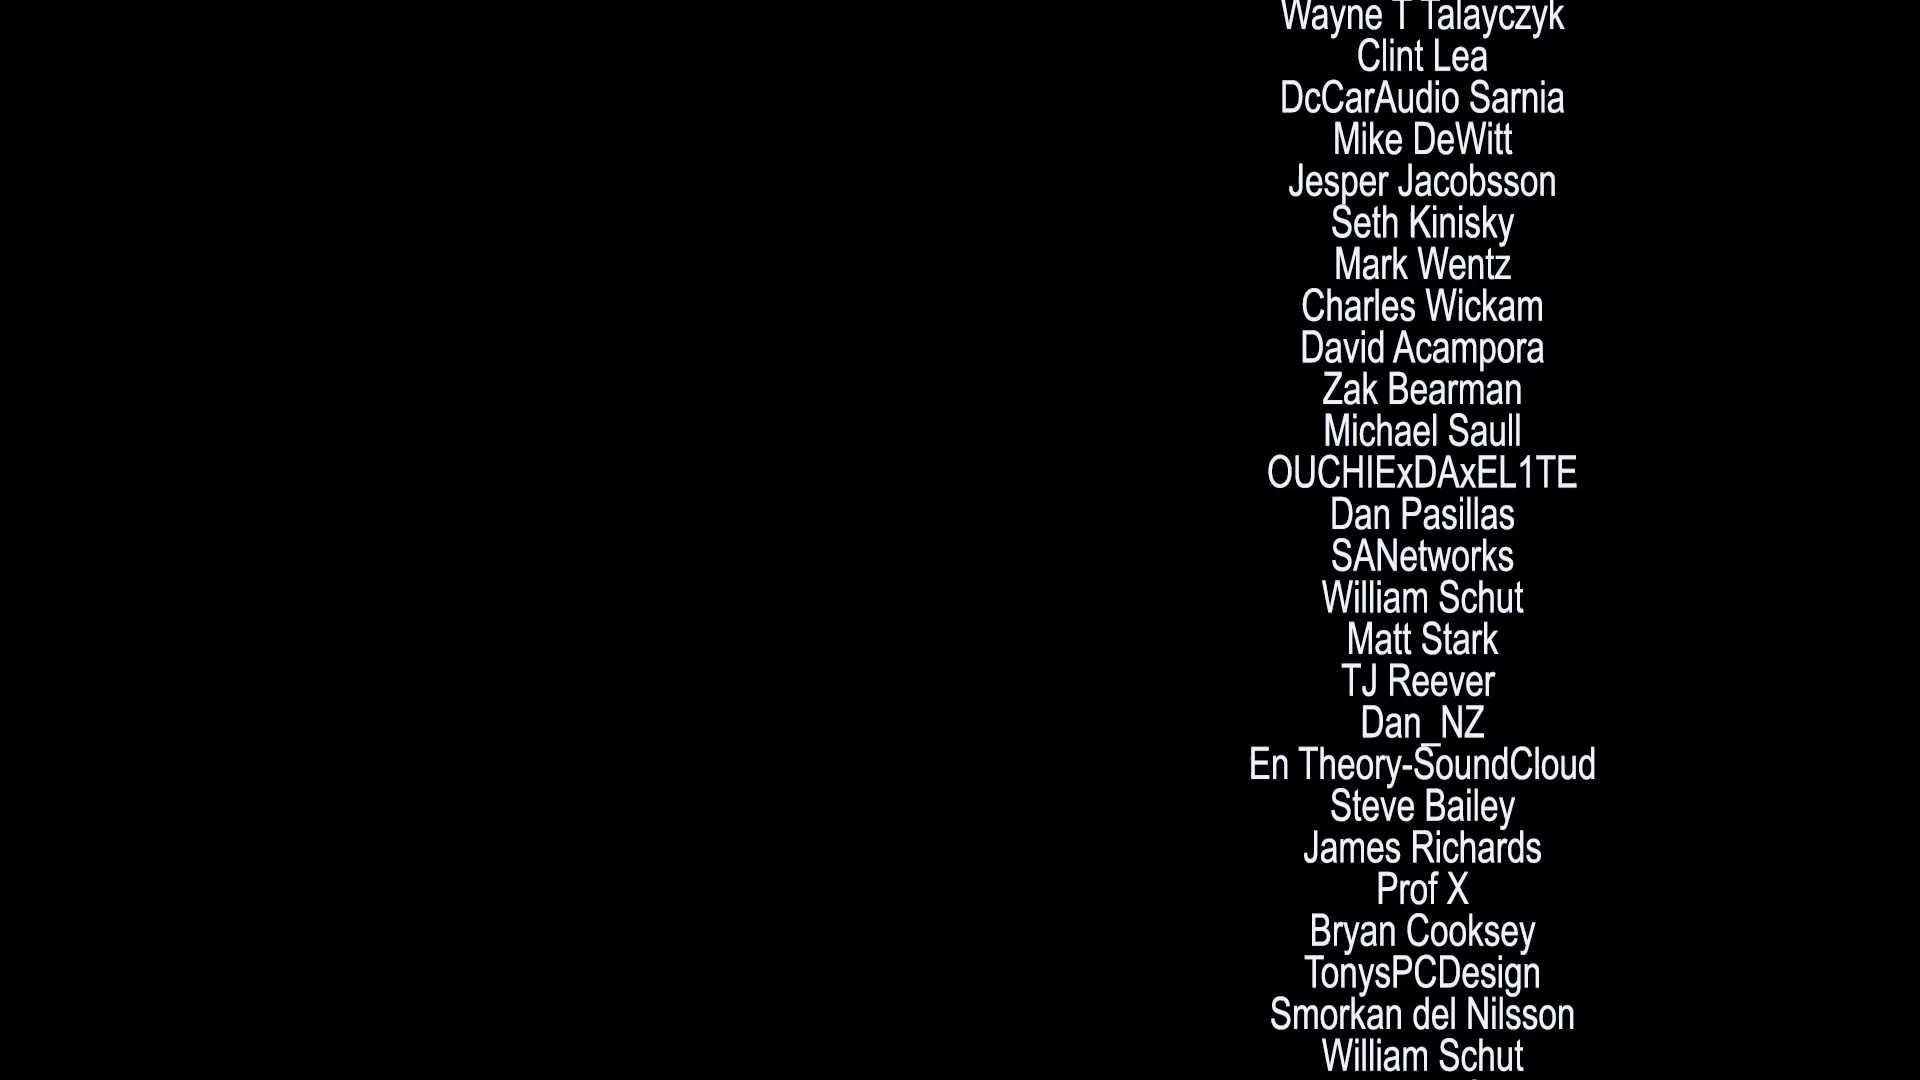 Wayne T Talayczyk
Clint Lea
DcCarAudio Sarnia
Mike DeWitt
Jesper Jacobsson
Seth Kinisky
Mark Wentz
Charles Wickam
David Acampora
Zak Bearman
Michael Saull
OUCHIExDAxEL1TE
Dan Pasillas
SANetworks
William Schut
Matt Stark
TJ Reever
Dan_NZ
En Theory-SoundCloud
Steve Bailey
James Richards
Prof X
Bryan Cooksey
TonysPCDesign
Smorkan del Nilsson
William Schut